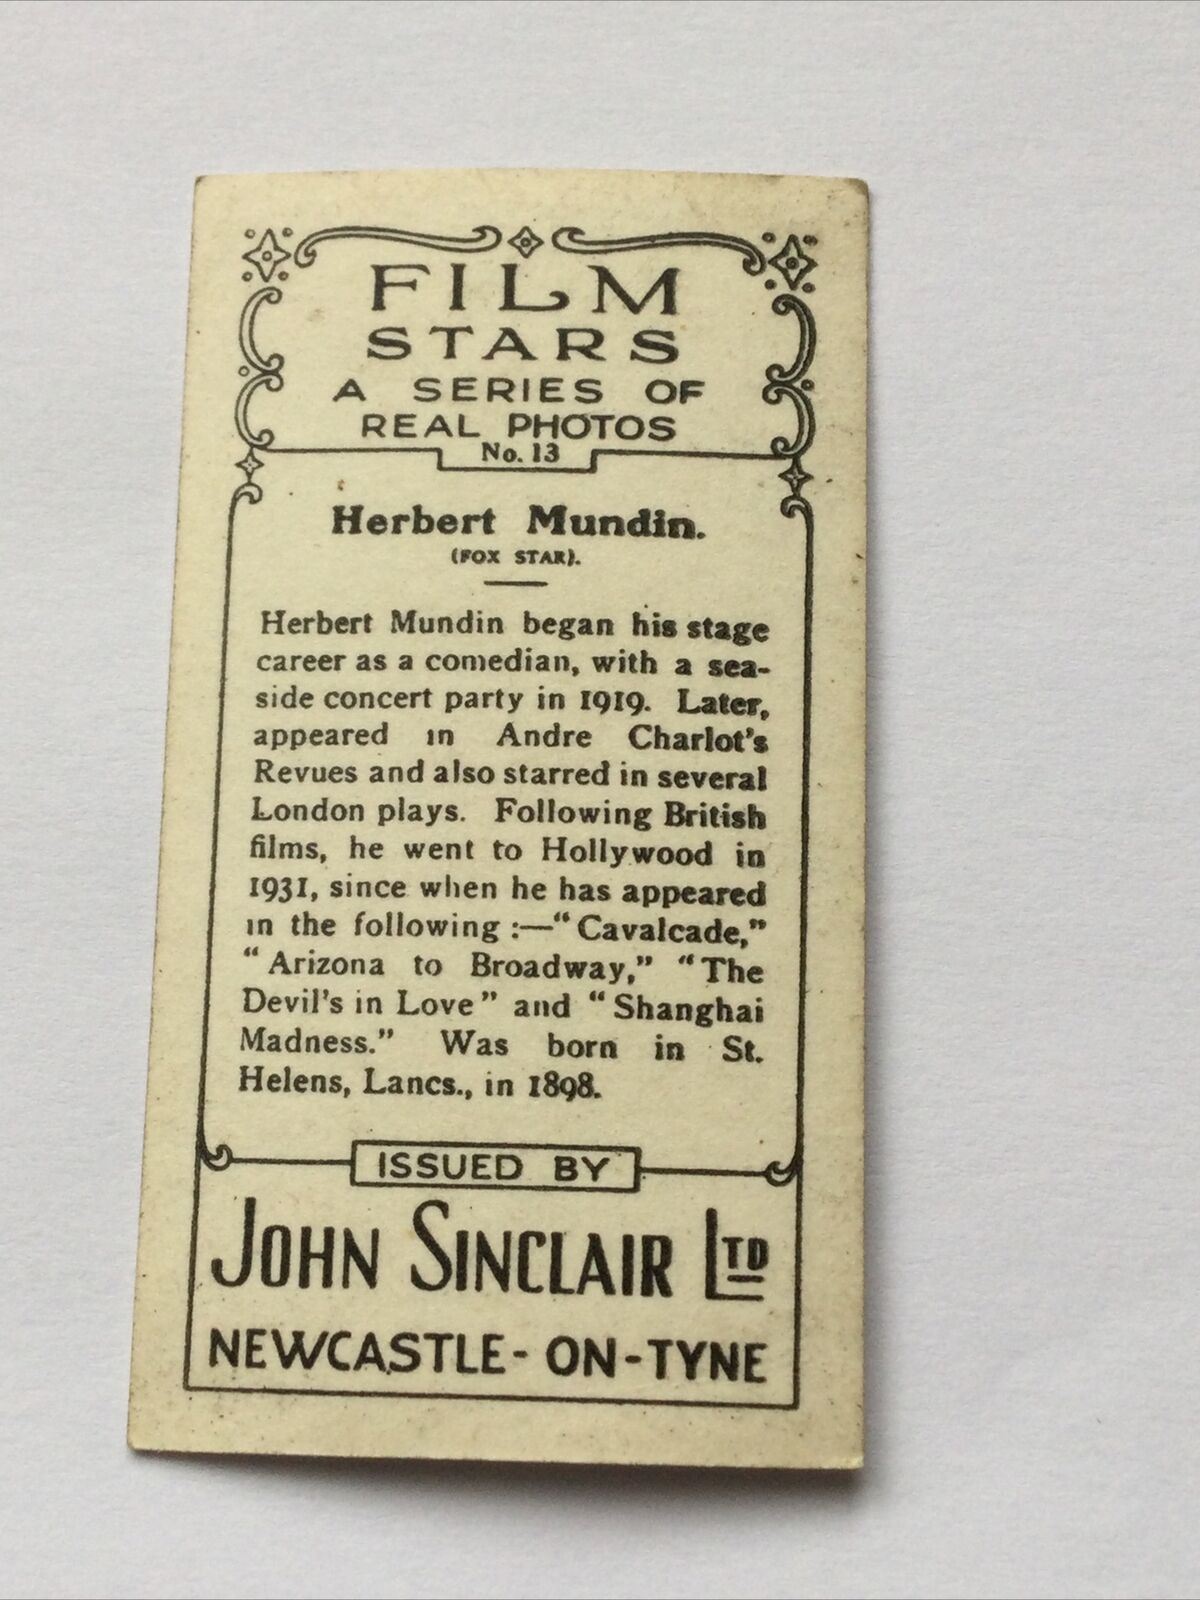 FILM
STARS
A SERIES OF
REAL PHOTOS
No. 13
Herbert Mundin.
(FOX STAR).
Herbert Mundin began his stage
career as a comedian, with a sea-
side concert party in 1919. Later,
appeared in Andre Charlot's
Revues and also starred in several
London plays. Following British
films, he went to Hollywood in
1931, since when he has appeared
in the following :—“Cavalcade,”
“Arizona to Broadway,” “The
Devil's in Love” and “Shanghai
Madness.” Was born in St.
Helens, Lancs., in 1898.
ISSUED BY
JOHN SINCLAIR LTD
NEWCASTLE-ON-TYNE